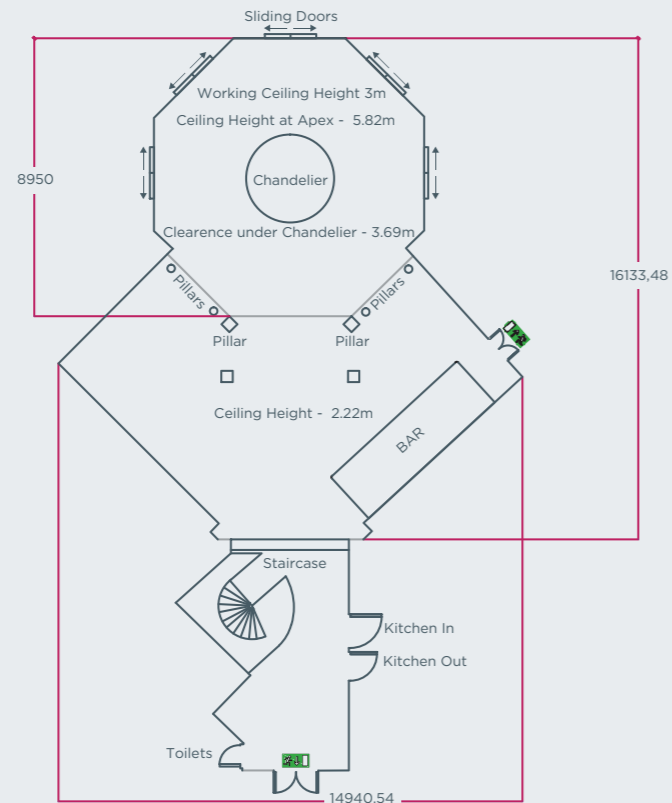 Sliding Doors
Working Ceiling Height 3m
Ceiling Height at Apex - 5.82m
8950
Chandelier
Clearence under Chandelier - 3.69m
16133,48
Pillars
Pillars
Pillar
Pillar
Ceiling Height - 2.22m
BAR
Staircase
Kitchen In
Kitchen Out
Toilets
14940,54